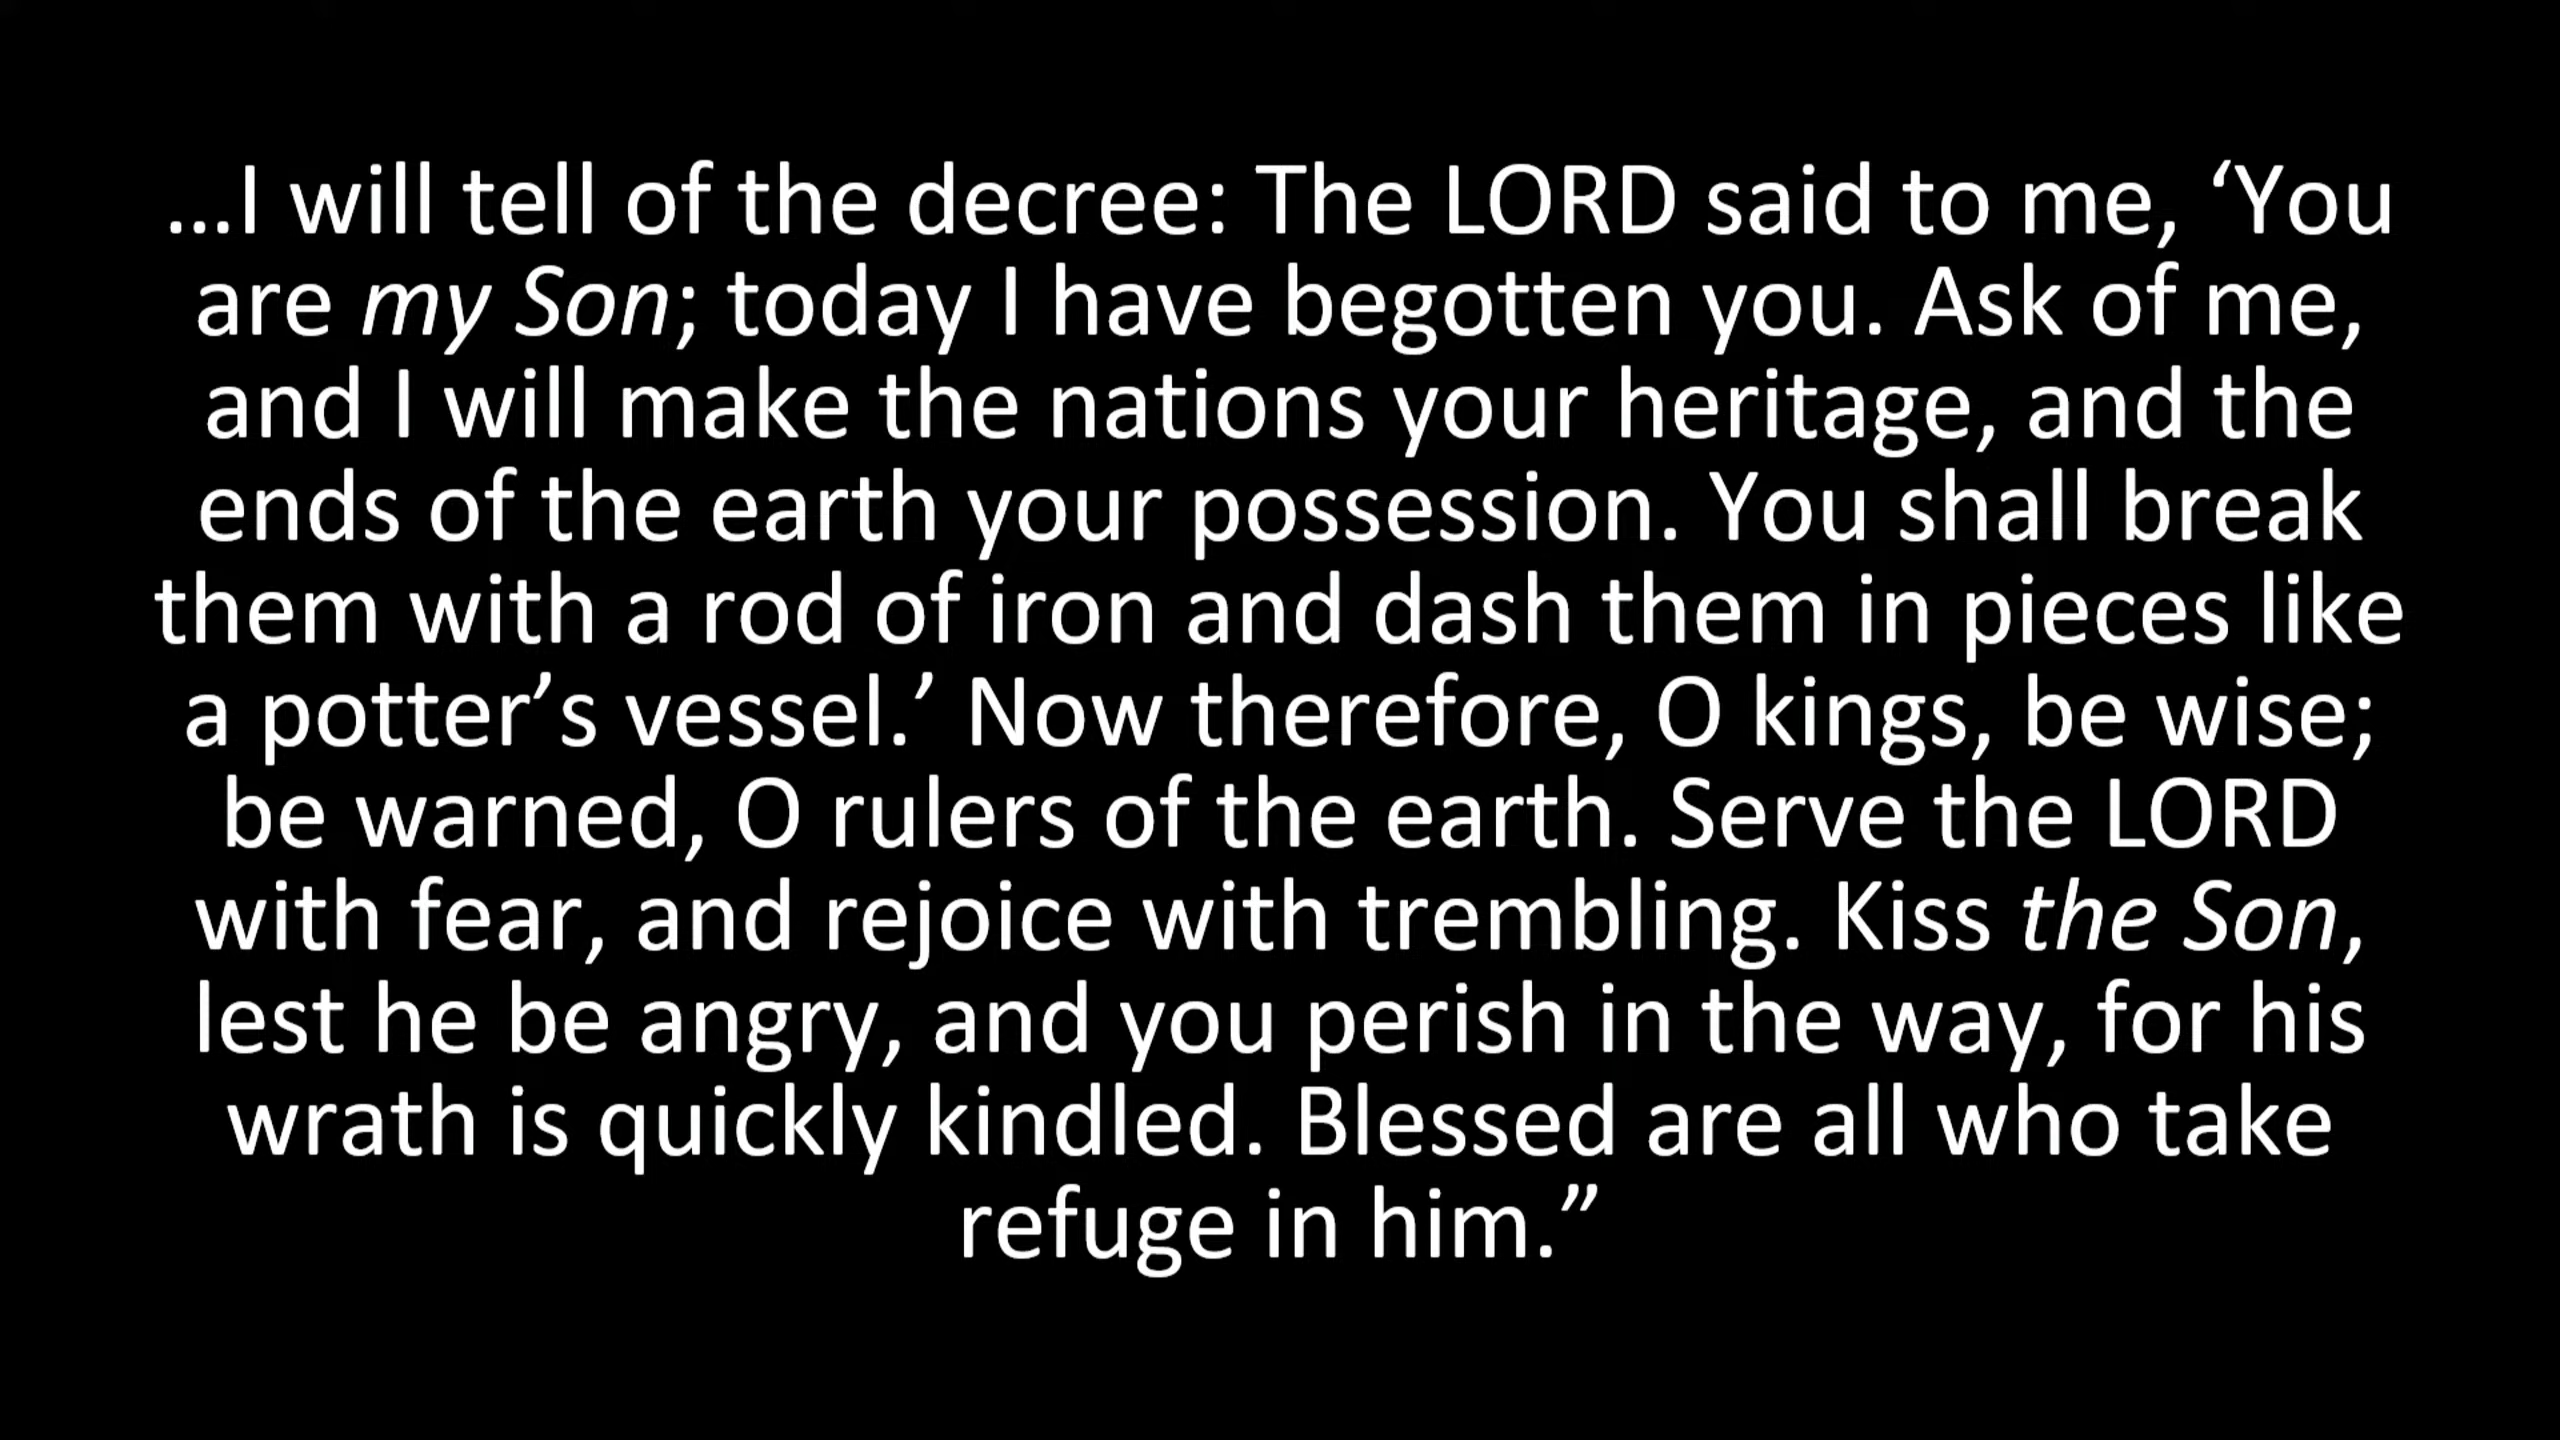 …I will tell of the decree: The LORD said to me, ‘You
are my Son; today I have begotten you. Ask of me,
and I will make the nations your heritage, and the
ends of the earth your possession. You shall break
them with a rod of iron and dash them in pieces like
a potter’s vessel.’ Now therefore, O kings, be wise;
be warned, O rulers of the earth. Serve the LORD
with fear, and rejoice with trembling. Kiss the Son,
lest he be angry, and you perish in the way, for his
wrath is quickly kindled. Blessed are all who take
refuge in him.”